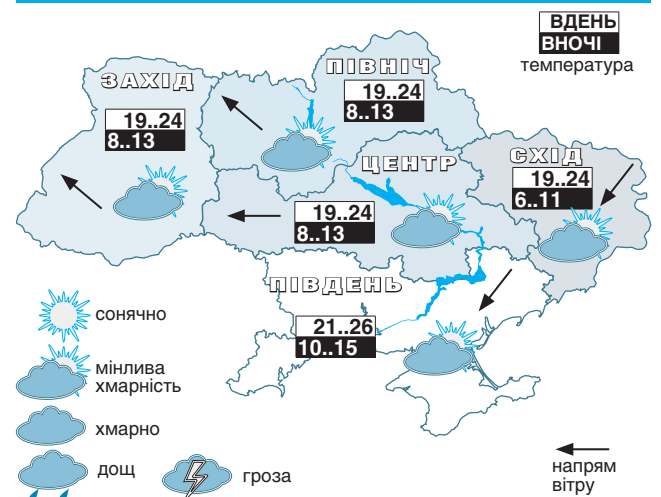 ВДЕНЬ
ВНОЧІ
температура
ЗАХІД
19..24
8..13
ПІВНІЧ
19..24
8..13
ЦЕНТР
19..24
8..13
СХІД
19..24
6..11
ПІВДЕНЬ
21..26
10..15
сонячно
мінлива
хмарність
хмарно
дощ
гроза
напрям
вітру